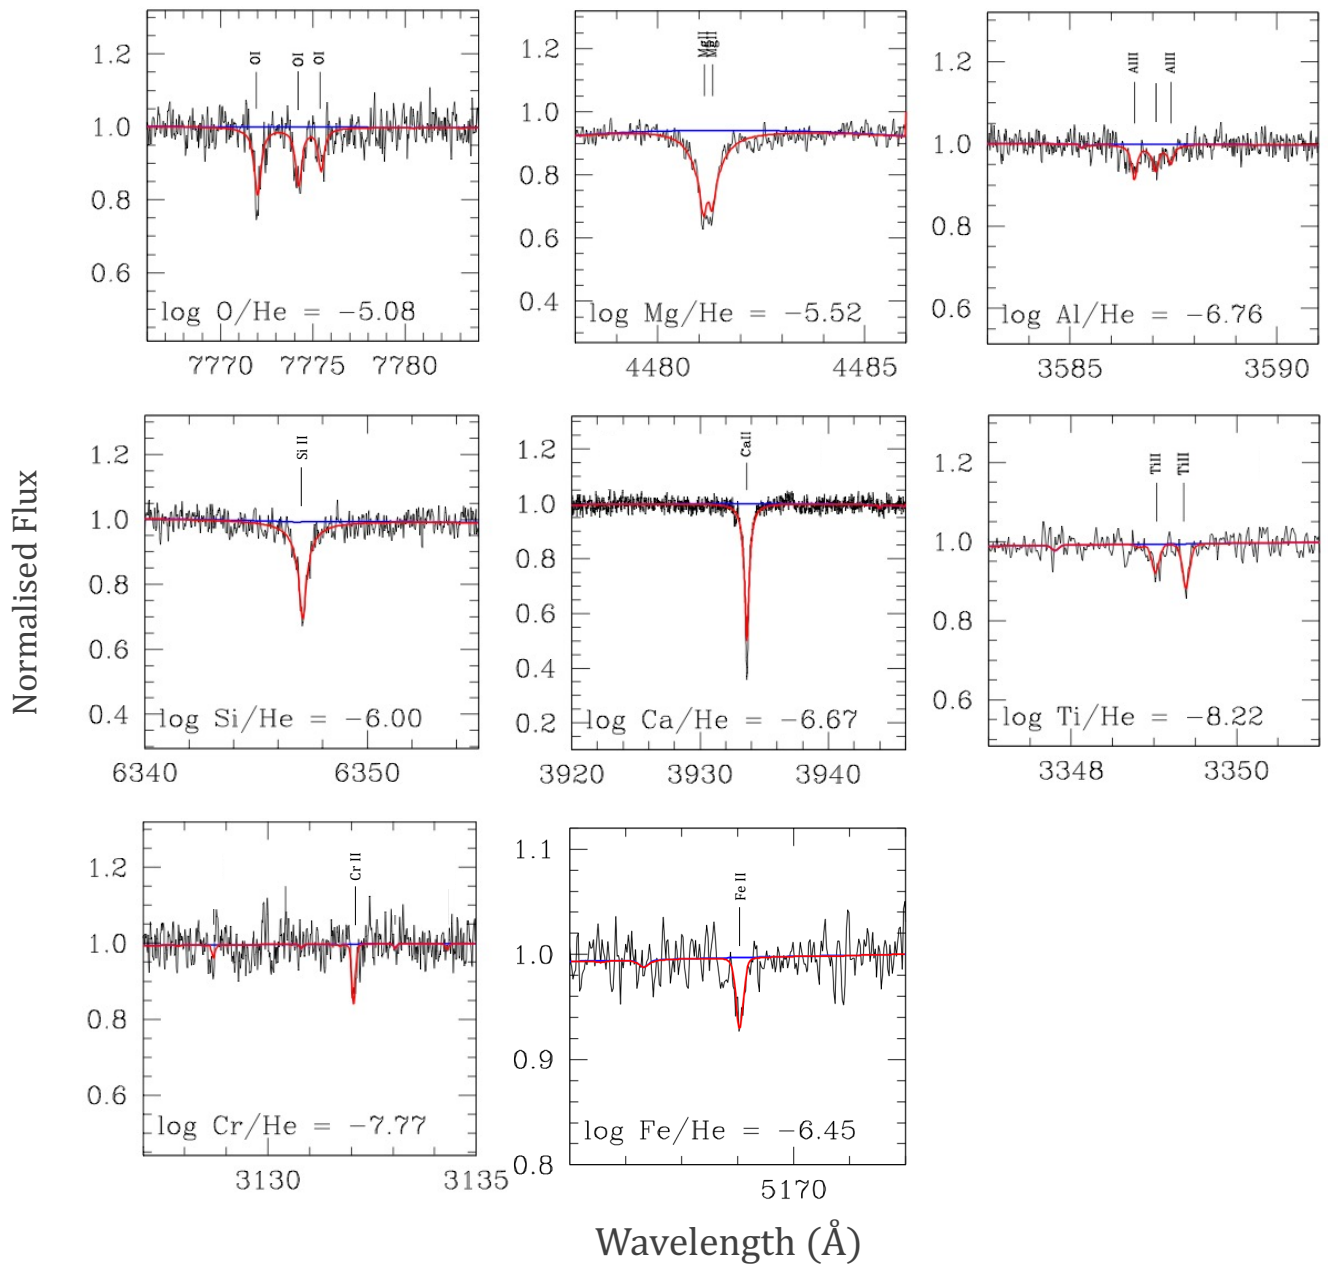 OI
OI
OI
1.2
1.0
0.8
0.6
log O/He = −5.08
7770
7775
7780
MgII
MgII
1.2
1.0
0.8
0.6
0.4
log Mg/He = −5.52
4480
4485
AlII
AlII
1.2
1.0
0.8
0.6
log Al/He = −6.76
3585
3590
Si II
1.2
1.0
0.8
0.6
0.4
log Si/He = −6.00
6340
6350
CaII
1.2
1.0
0.8
0.6
0.4
0.2
log Ca/He = −6.67
3920
3930
3940
TiII
TiII
1.2
1.0
0.8
0.6
log Ti/He = −8.22
3348
3350
Cr II
1.2
1.0
0.8
0.6
log Cr/He = −7.77
3130
3135
Fe II
1.1
1.0
0.9
0.8
log Fe/He = −6.45
5170
Normalised Flux
Wavelength (Å)